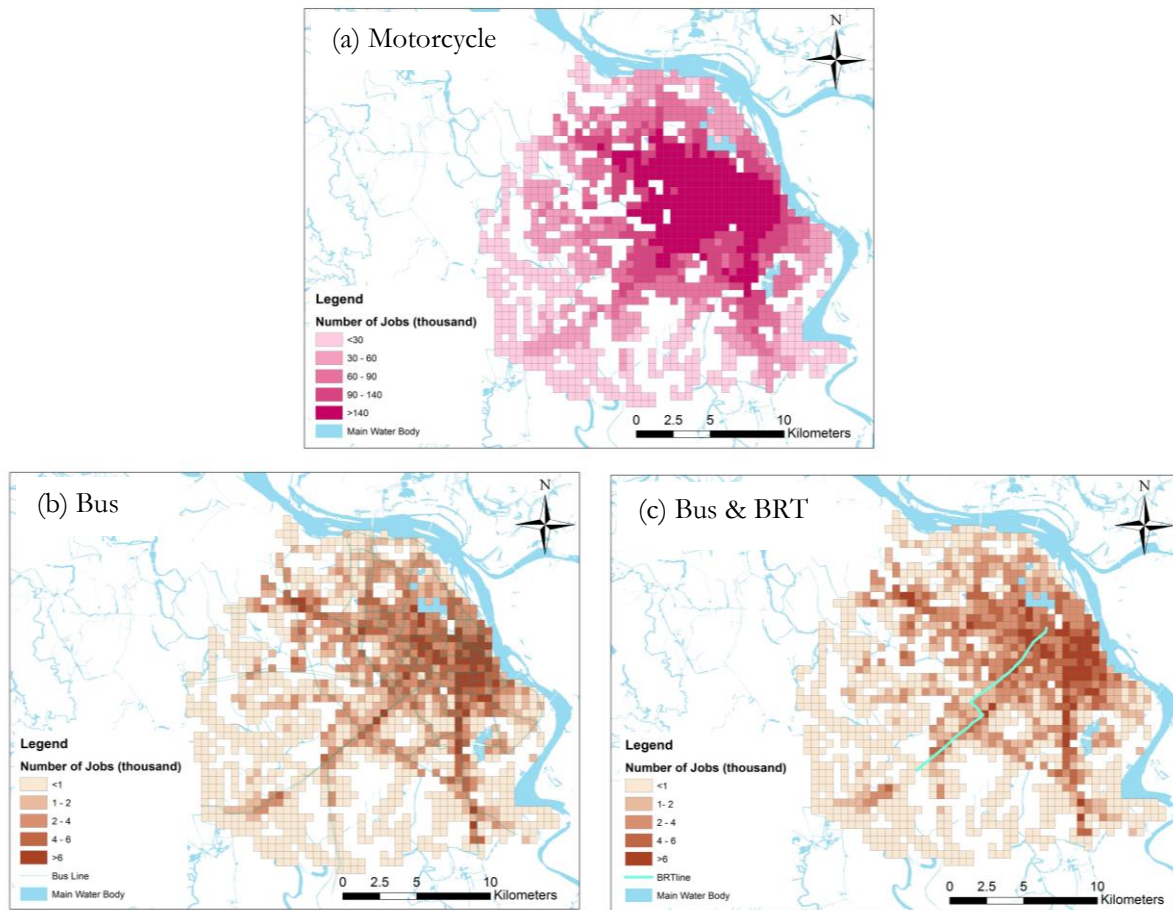 (a) Motorcycle
N
Legend
Number of Jobs (thousand)
<30
30 - 60
60 - 90
90 - 140
>140
Main Water Body
0 2.5 5 10
Kilometers
(b) Bus
N
Legend
Number of Jobs (thousand)
<1
1 - 2
2 - 4
4 - 6
>6
Bus Line
Main Water Body
0 2.5 5 10
Kilometers
(c) Bus & BRT
N
Legend
Number of Jobs (thousand)
<1
1 - 2
2 - 4
4 - 6
>6
BRTline
Main Water Body
0 2.5 5 10
Kilometers